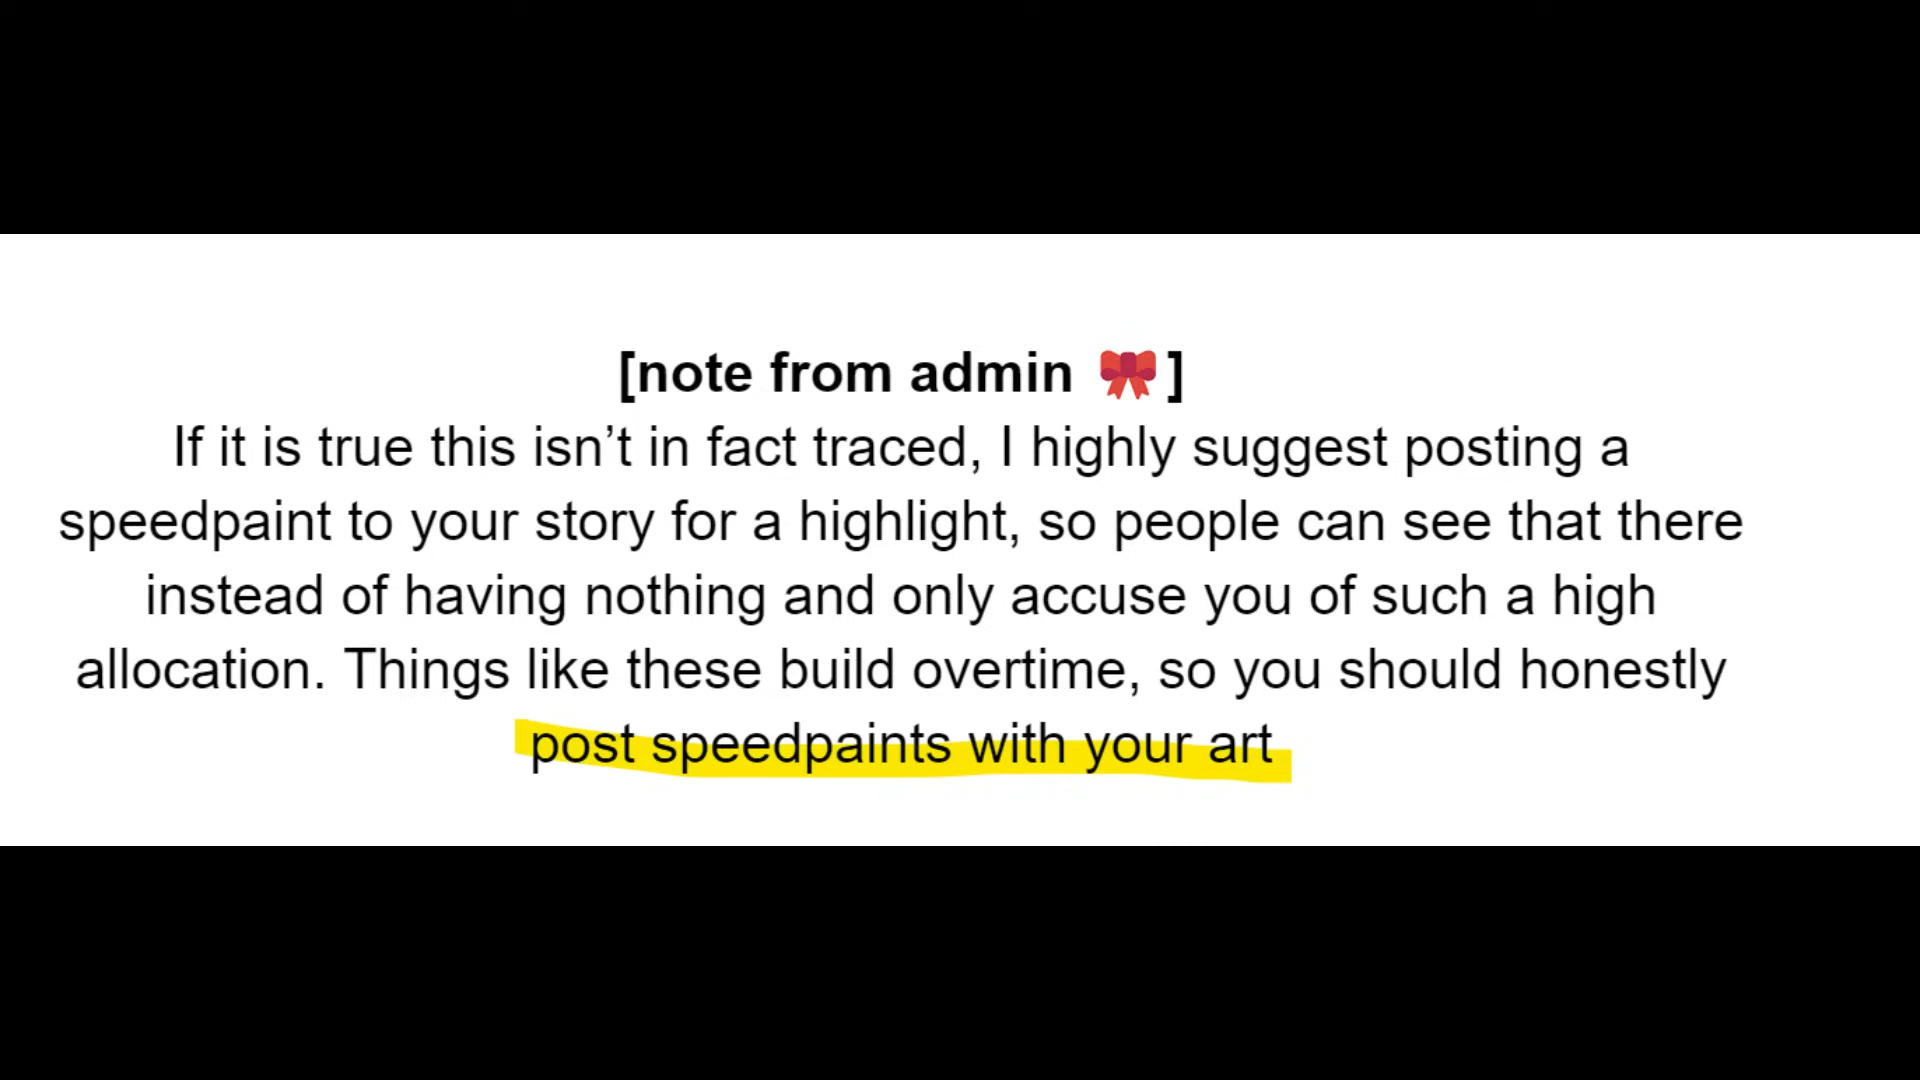 [note from admin 🎀]
If it is true this isn’t in fact traced, I highly suggest posting a
speedpaint to your story for a highlight, so people can see that there
instead of having nothing and only accuse you of such a high
allocation. Things like these build overtime, so you should honestly
post speedpaints with your art